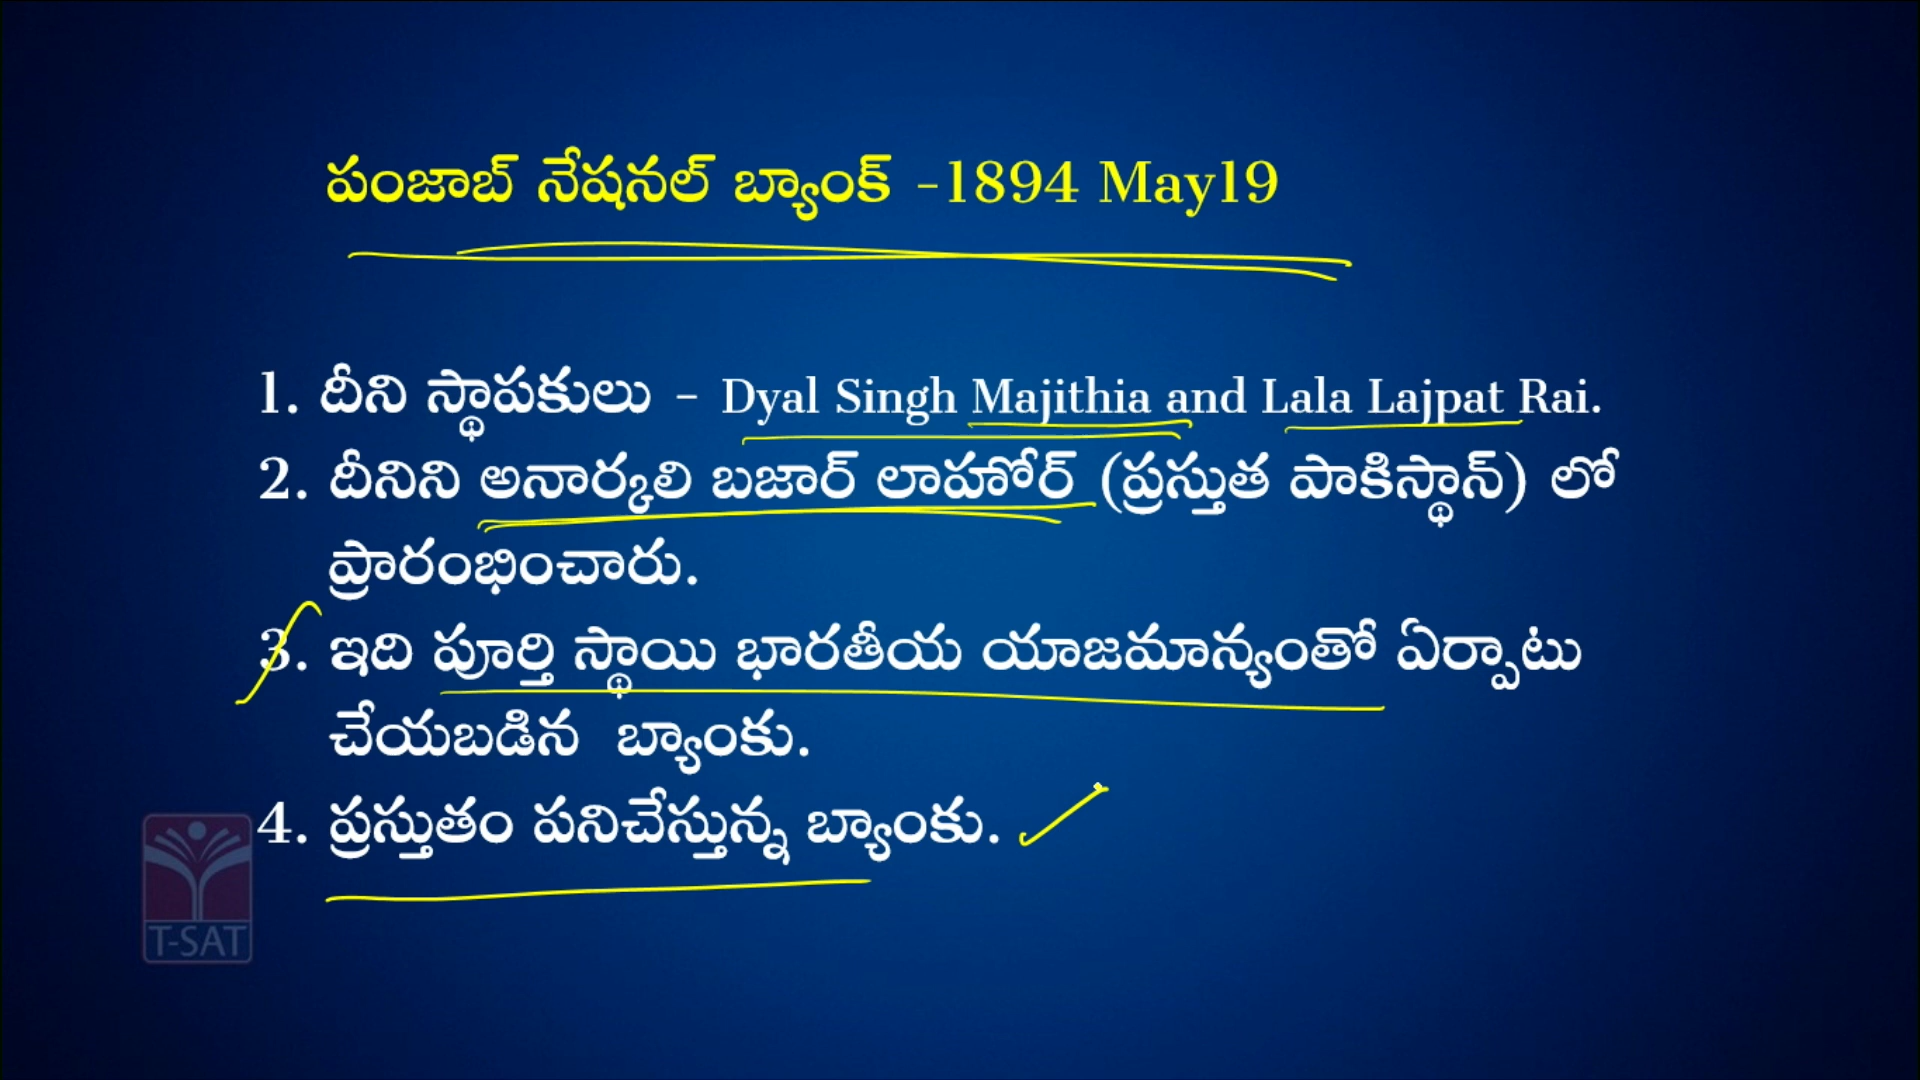 పంజాబ్ నేషనల్ బ్యాంక్ -1894 May19
1. దీని స్థాపకులు - Dyal Singh Majithia and Lala Lajpat Rai.
2. దీనిని అనార్కలి బజార్ లాహోర్ (ప్రస్తుత పాకిస్థాన్) లో
ప్రారంభించారు.
3. ఇది పూర్తి స్థాయి భారతీయ యాజమాన్యంతో ఏర్పాటు
చేయబడిన బ్యాంకు.
4. ప్రస్తుతం పనిచేస్తున్న బ్యాంకు.
T-SAT